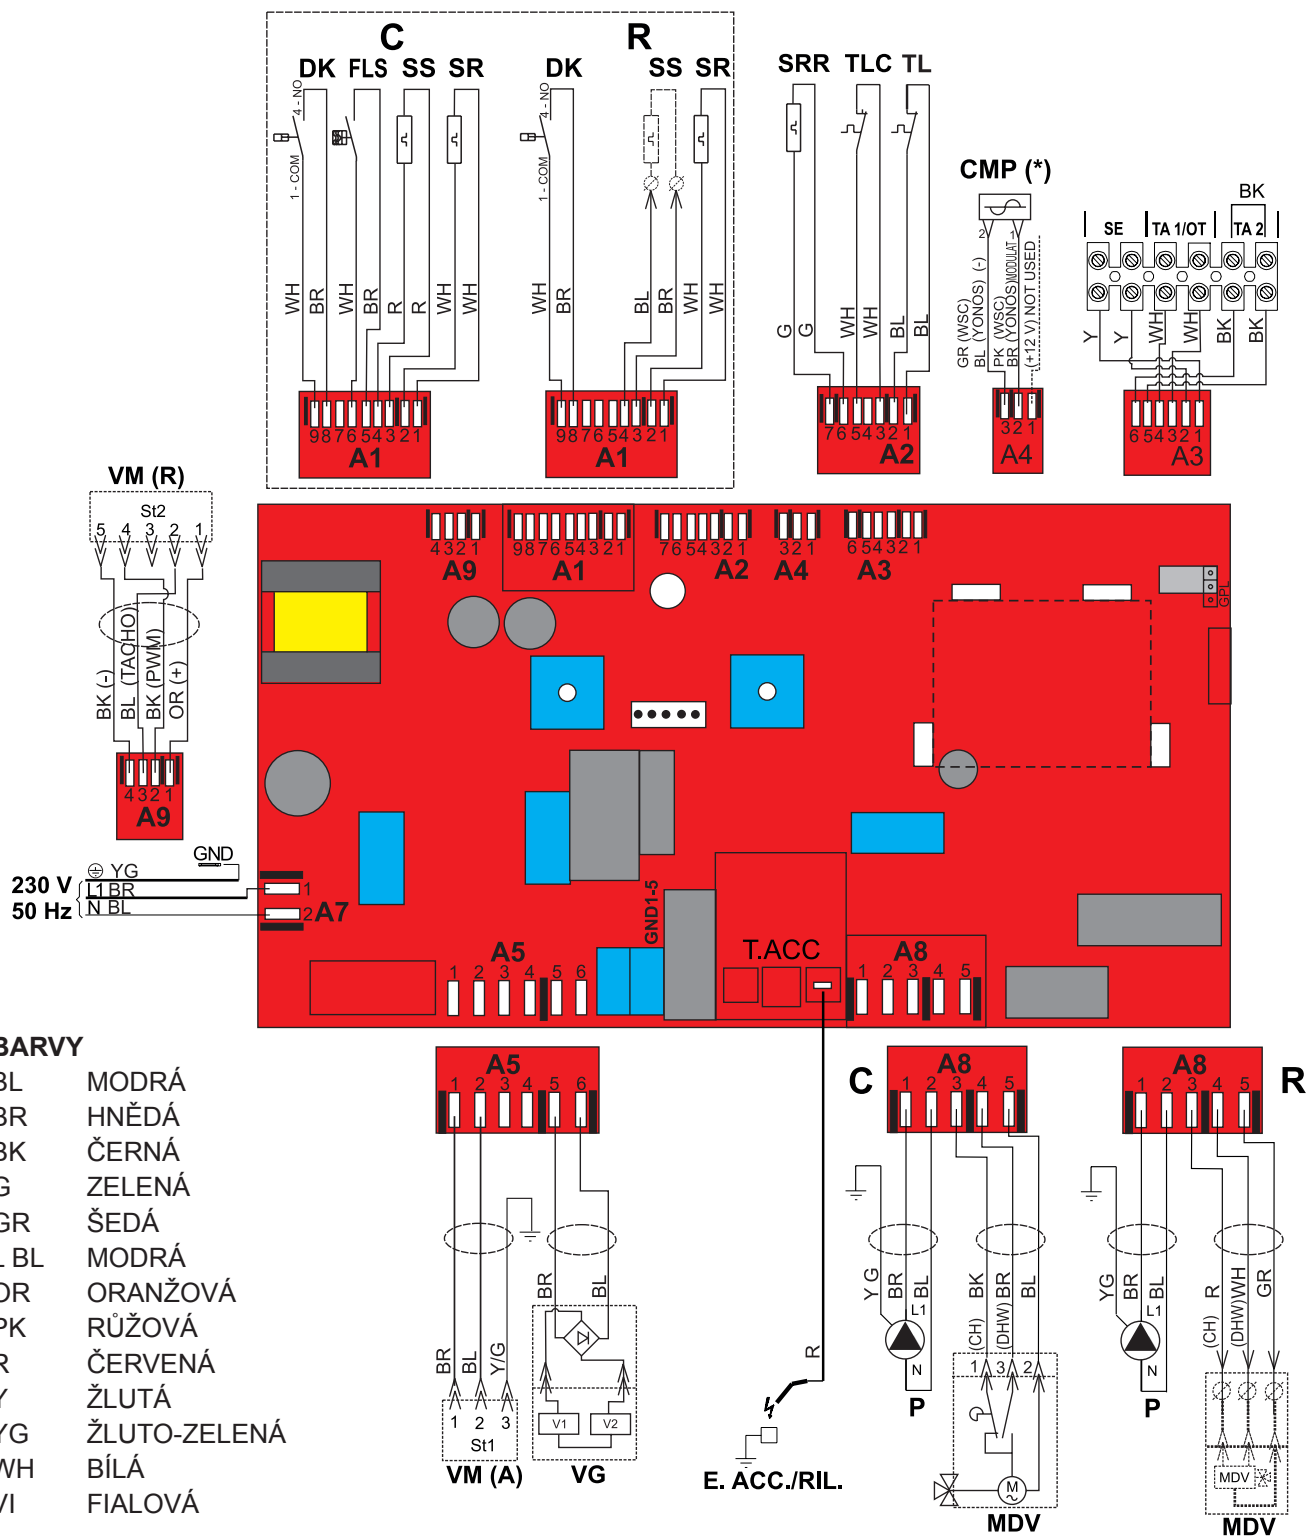 C
R
DK FLS SS SR
DK SS SR
SRR TLC TL
4 - NO
1 - COM
4 - NO
1 - COM
CMP (*)
2 1
BK
SE TA 1/OT TA 2
WH BR WH BR R R WH WH
WH BR BL BR WH WH
G G WH WH BL BL
GR (WSC)
BL (YONOS) (-)
PK (WSC)
BR (YONOS) MODULAT
(+12 V) NOT USED
Y Y WH WH BK BK
9 8 7 6 5 4 3 2 1
A1
9 8 7 6 5 4 3 2 1
A1
7 6 5 4 3 2 1
A2
3 2 1
A4
6 5 4 3 2 1
A3
VM (R)
St2
5 4 3 2 1
BK (-)
BL (TACHO)
BK (PWM)
OR (+)
4 3 2 1
A9
4 3 2 1
A9
9 8 7 6 5 4 3 2 1
A1
7 6 5 4 3 2 1
A2
3 2 1
A4
6 5 4 3 2 1
A3
GPL
GND
230 V
50 Hz
YG
L1 BR
N BL
1
2
A7
GND1-5
T.ACC
A5
1 2 3 4 5 6
A8
1 2 3 4 5
BARVY
BL MODRÁ
BR HNĚDÁ
BK ČERNÁ
G ZELENÁ
GR ŠEDÁ
L BL MODRÁ
OR ORANŽOVÁ
PK RŮŽOVÁ
R ČERVENÁ
Y ŽLUTÁ
YG ŽLUTO-ZELENÁ
WH BÍLÁ
VI FIALOVÁ
A5
1 2 3 4 5 6
BR BL Y/G
BR BL
1 2 3
St1
VM (A)
V1 V2
VG
R
E. ACC./RIL.
C
A8
1 2 3 4 5
Y G BR BL
L1
N
P
(CH) BK (DHW) BR BL
1 3 2
M
~
MDV
R
A8
1 2 3 4 5
YG BR BL
L1
N
P
(CH) R (DHW) WH GR
MDV
MDV